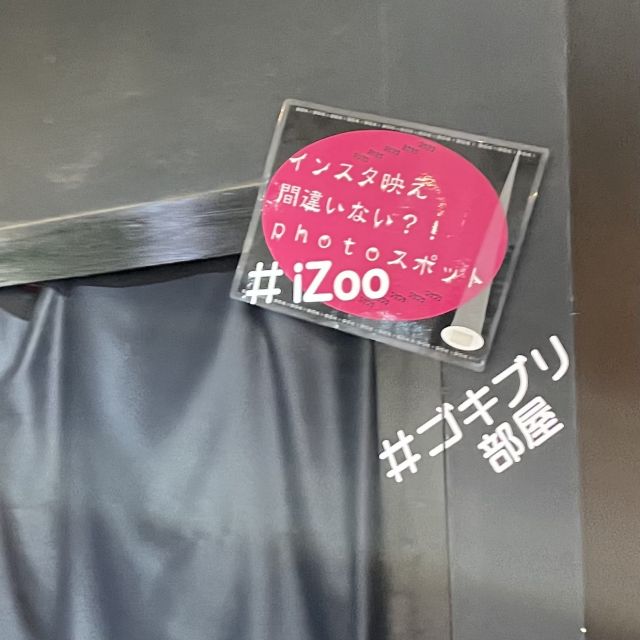 インスタ映え
間違いない?!
photoスポット
#iZoo
#ゴキブリ
部屋